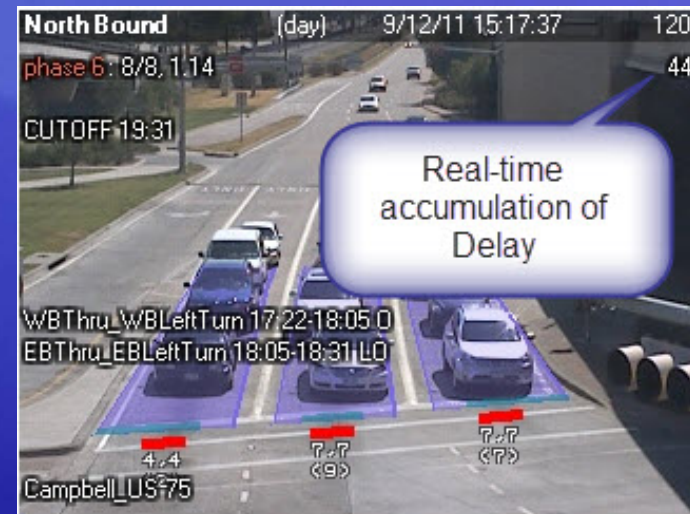 North Bound (day) 9/12/11 15:17:37 120
phase 6 : 8/8, 1.14 44
CUTOFF 19:31
Real-time
accumulation of
Delay
WBThru_WBLeftTurn 17:22-18:05 O
EBThru_EBLeftTurn 18:05-18:31 LO
4.4 7.7 7.7
(9) (7)
Campbell_US-75